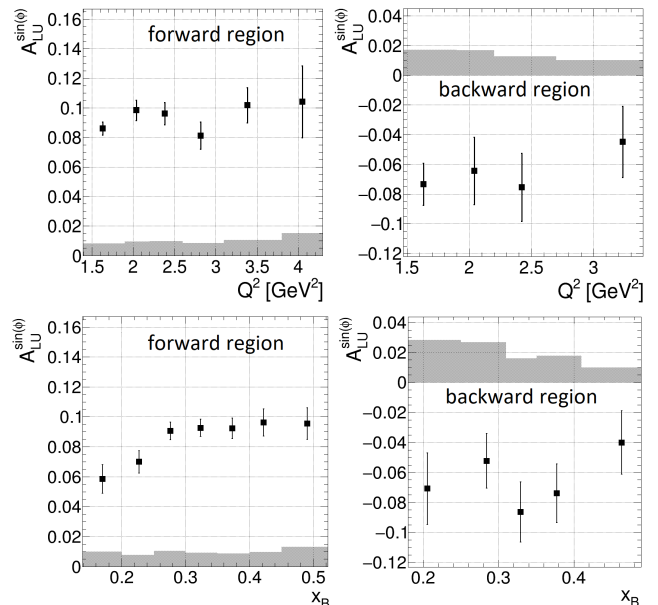 A_LU^sin(ϕ)
forward region
0.16
0.14
0.12
0.1
0.08
0.06
0.04
0.02
0
1.5 2 2.5 3 3.5 4
Q² [GeV²]
A_LU^sin(ϕ)
0.04
0.02
0
backward region
−0.02
−0.04
−0.06
−0.08
−0.1
−0.12
1.5 2 2.5 3
Q² [GeV²]
A_LU^sin(ϕ)
forward region
0.16
0.14
0.12
0.1
0.08
0.06
0.04
0.02
0
0.2 0.3 0.4 0.5
x_B
A_LU^sin(ϕ)
0.04
0.02
0
backward region
−0.02
−0.04
−0.06
−0.08
−0.1
−0.12
0.2 0.3 0.4
x_B